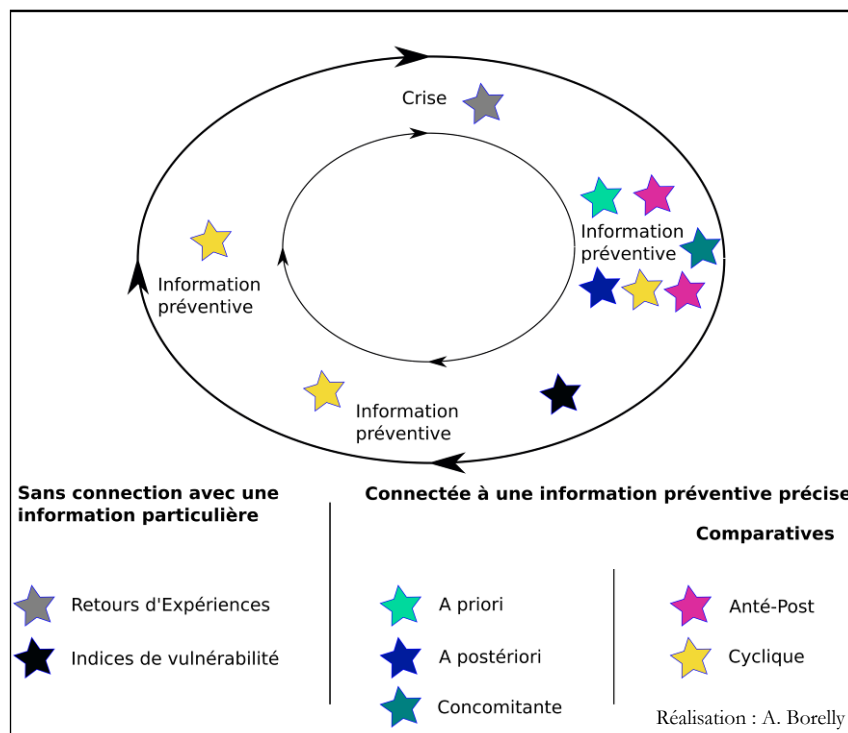 Crise
Information
préventive
Information
préventive
Information
préventive
Sans connection avec une
information particulière
Retours d'Expériences
Indices de vulnérabilité
Connectée à une information préventive précise
A priori
A postériori
Concomitante
Comparatives
Anté-Post
Cyclique
Réalisation : A. Borelly